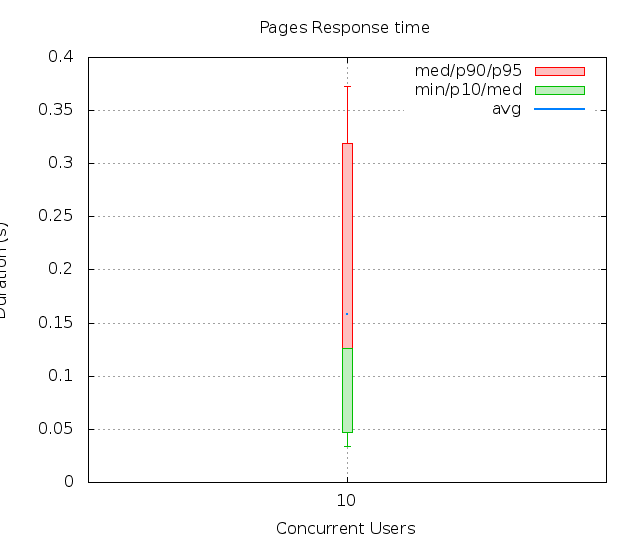 Pages Response time
0.4
0.35
0.3
0.25
0.2
0.15
0.1
0.05
0
Duration (s)
med/p90/p95
min/p10/med
avg
10
Concurrent Users